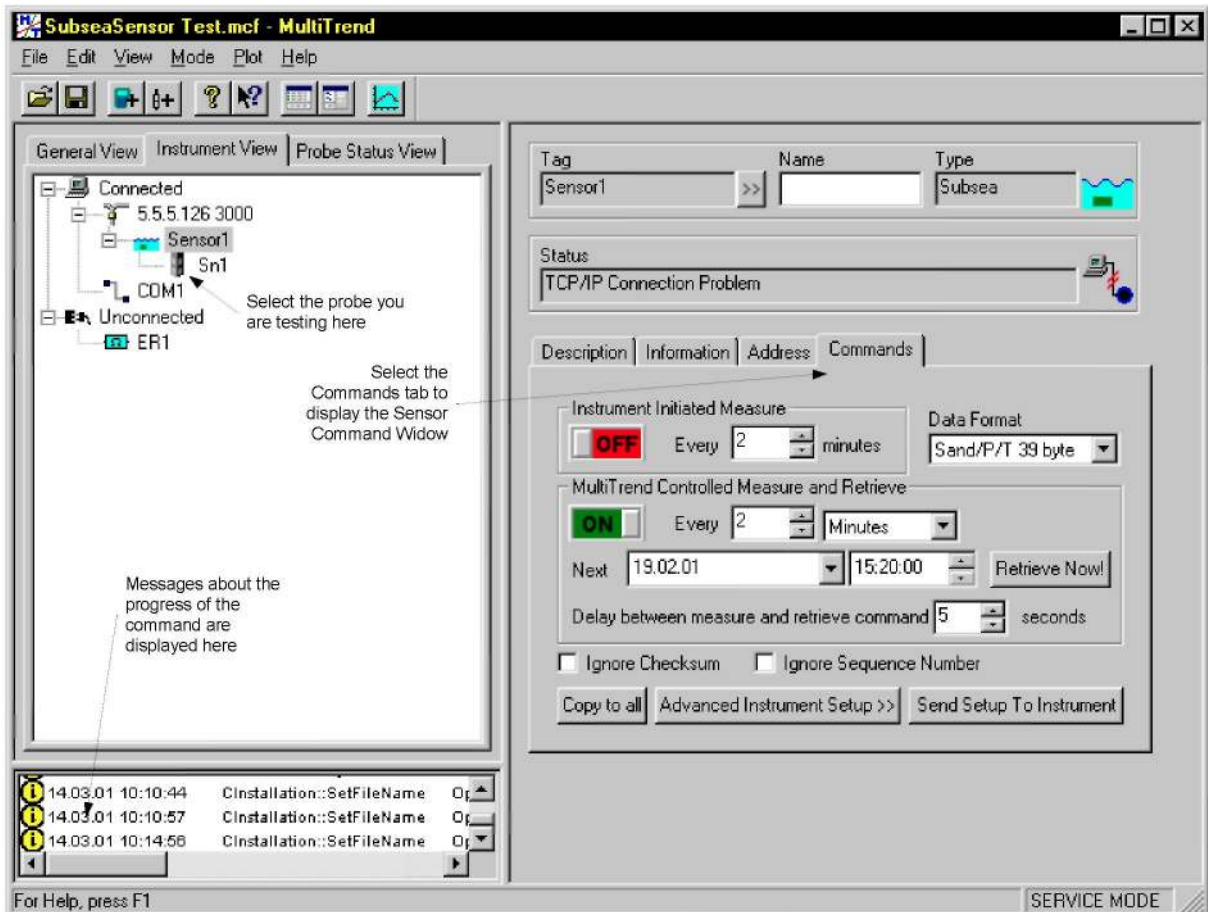 SubseaSensor Test.mcf - MultiTrend
File Edit View Mode Plot Help
General View Instrument View Probe Status View
Connected
5.5.5.126 3000
Sensor1
Sn1
COM1
Unconnected
ER1
Select the probe you
are testing here
Select the
Commands tab to
display the Sensor
Command Widow
Messages about the
progress of the
command are
displayed here
14.03.01 10:10:44 CInstallation::SetFileName
14.03.01 10:10:57 CInstallation::SetFileName
14.03.01 10:14:56 CInstallation::SetFileName
Tag Name Type
Sensor1 >> Subsea
Status
TCP/IP Connection Problem
Description Information Address Commands
Instrument Initiated Measure
OFF Every 2 minutes
Data Format
Sand/P/T 39 byte
MultiTrend Controlled Measure and Retrieve
ON Every 2 Minutes
Next 19.02.01 15:20:00 Retrieve Now!
Delay between measure and retrieve command 5 seconds
Ignore Checksum Ignore Sequence Number
Copy to all Advanced Instrument Setup >> Send Setup To Instrument
For Help, press F1 SERVICE MODE